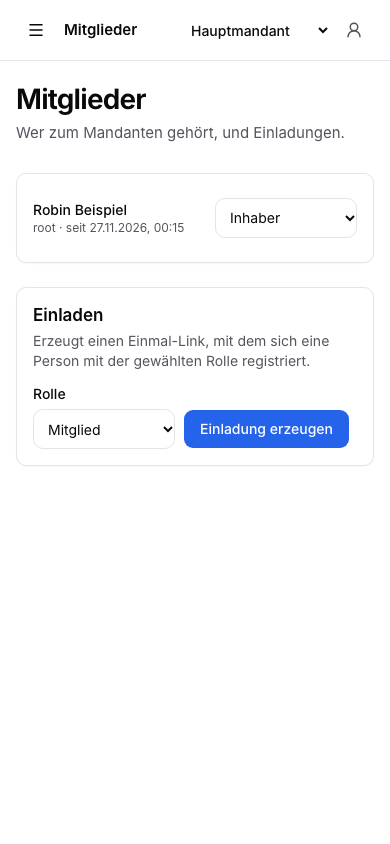 Mitglieder
Hauptmandant
Mitglieder
Wer zum Mandanten gehört, und Einladungen.
Robin Beispiel
root · seit 27.11.2026, 00:15
Inhaber
Einladen
Erzeugt einen Einmal-Link, mit dem sich eine
Person mit der gewählten Rolle registriert.
Rolle
Mitglied
Einladung erzeugen